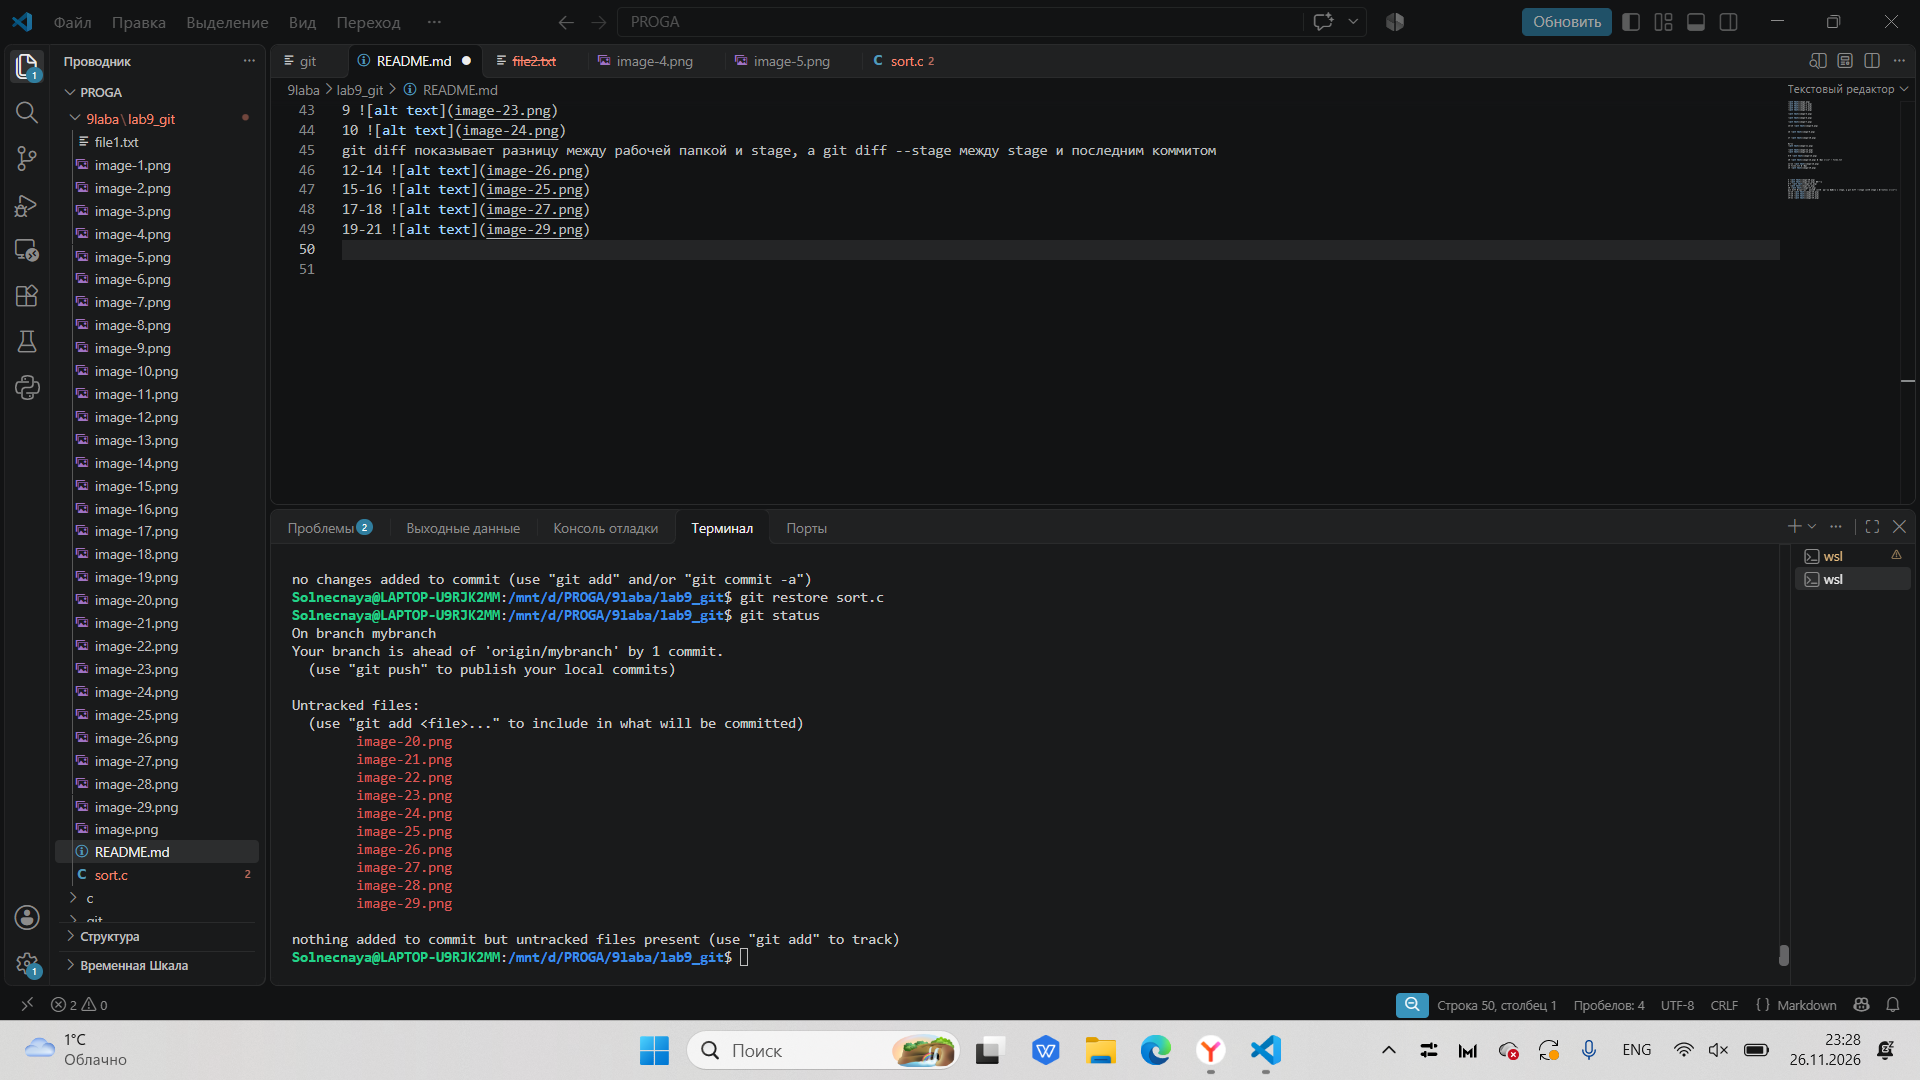 Файл Правка Выделение Вид Переход ···
PROGA
Обновить
Проводник
PROGA
9laba\lab9_git
file1.txt
image-1.png
image-2.png
image-3.png
image-4.png
image-5.png
image-6.png
image-7.png
image-8.png
image-9.png
image-10.png
image-11.png
image-12.png
image-13.png
image-14.png
image-15.png
image-16.png
image-17.png
image-18.png
image-19.png
image-20.png
image-21.png
image-22.png
image-23.png
image-24.png
image-25.png
image-26.png
image-27.png
image-28.png
image-29.png
image.png
README.md
sort.c 2
c
git
Структура
Временная Шкала
git README.md file2.txt image-4.png image-5.png sort.c 2
9laba > lab9_git > README.md
Текстовый редактор
43 9 ![alt text](image-23.png)
44 10 ![alt text](image-24.png)
45 git diff показывает разницу между рабочей папкой и stage, а git diff --stage между stage и последним коммитом
46 12-14 ![alt text](image-26.png)
47 15-16 ![alt text](image-25.png)
48 17-18 ![alt text](image-27.png)
49 19-21 ![alt text](image-29.png)
50
51
Проблемы 2 Выходные данные Консоль отладки Терминал Порты
wsl
wsl
no changes added to commit (use "git add" and/or "git commit -a")
Solnecnaya@LAPTOP-U9RJK2MM:/mnt/d/PROGA/9laba/lab9_git$ git restore sort.c
Solnecnaya@LAPTOP-U9RJK2MM:/mnt/d/PROGA/9laba/lab9_git$ git status
On branch mybranch
Your branch is ahead of 'origin/mybranch' by 1 commit.
(use "git push" to publish your local commits)
Untracked files:
(use "git add <file>..." to include in what will be committed)
image-20.png
image-21.png
image-22.png
image-23.png
image-24.png
image-25.png
image-26.png
image-27.png
image-28.png
image-29.png
nothing added to commit but untracked files present (use "git add" to track)
Solnecnaya@LAPTOP-U9RJK2MM:/mnt/d/PROGA/9laba/lab9_git$
2 0
Строка 50, столбец 1 Пробелов: 4 UTF-8 CRLF {} Markdown
1°C
Облачно
Поиск
ENG
23:28
26.11.2026